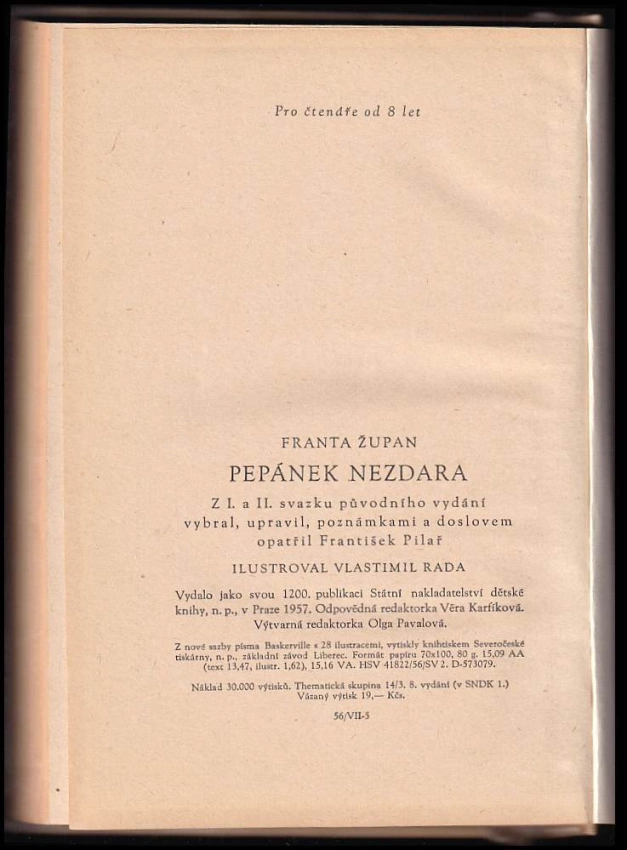 Pro čtenáře od 8 let
FRANTA ŽUPAN
PEPÁNEK NEZDARA
Z I. a II. svazku původního vydání
vybral, upravil, poznámkami a doslovem
opatřil František Pilař
ILUSTROVAL VLASTIMIL RADA
Vydalo jako svou 1200. publikaci Státní nakladatelství dětské
knihy, n. p., v Praze 1957. Odpovědná redaktorka Věra Karfíková.
Výtvarná redaktorka Olga Pavalová.
Z nové sazby písma Baskerville s 28 ilustracemi, vytiskly knihtiskem Severočeské
tiskárny, n. p., základní závod Liberec. Formát papíru 70x100, 80 g. 15,09 AA
(text 13,47, ilustr. 1,62), 15,16 VA. HSV 41822/56/SV 2. D-573079.
Náklad 30.000 výtisků. Thematická skupina 14/3. 8. vydání (v SNDK 1.)
Vázaný výtisk 19,— Kčs.
56/VII-5